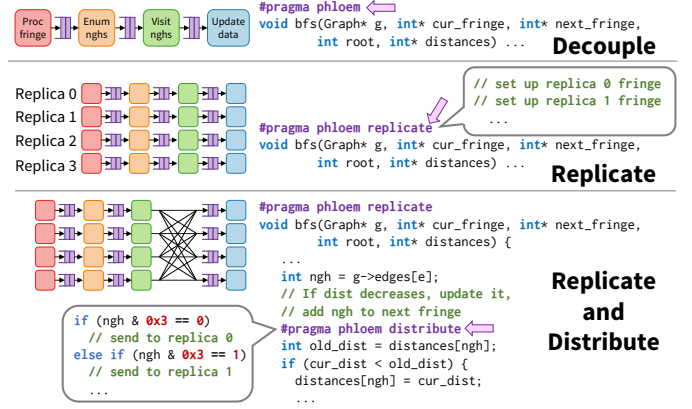 Proc
fringe
Enum
nghs
Visit
nghs
Update
data
#pragma phloem
void bfs(Graph* g, int* cur_fringe, int* next_fringe,
int root, int* distances) ...
Decouple
Replica 0
Replica 1
Replica 2
Replica 3
// set up replica 0 fringe
// set up replica 1 fringe
...
#pragma phloem replicate
void bfs(Graph* g, int* cur_fringe, int* next_fringe,
int root, int* distances) ...
Replicate
#pragma phloem replicate
void bfs(Graph* g, int* cur_fringe, int* next_fringe,
int root, int* distances) {
...
int ngh = g->edges[e];
// If dist decreases, update it,
// add ngh to next fringe
#pragma phloem distribute
int old_dist = distances[ngh];
if (cur_dist < old_dist) {
distances[ngh] = cur_dist;
...
if (ngh & 0x3 == 0)
// send to replica 0
else if (ngh & 0x3 == 1)
// send to replica 1
...
Replicate
and
Distribute